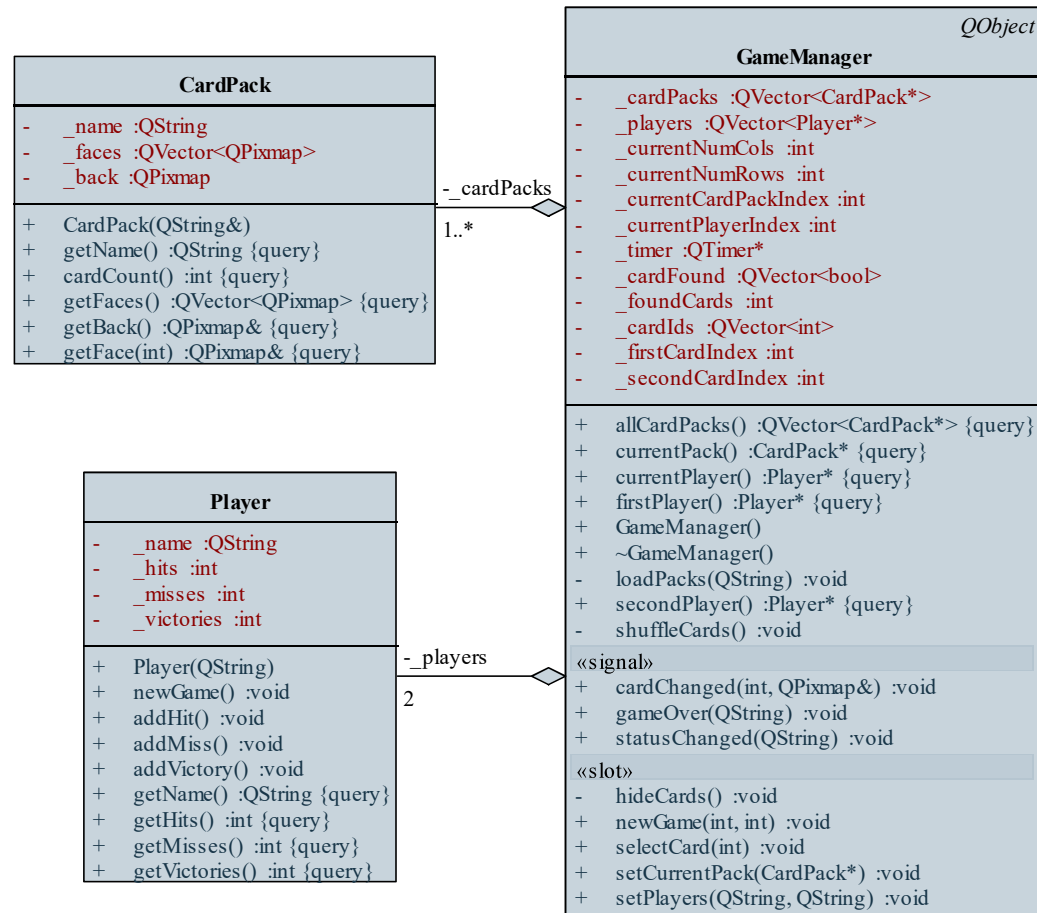 CardPack
- _name :QString
- _faces :QVector<QPixmap>
- _back :QPixmap
+ CardPack(QString&)
+ getName() :QString {query}
+ cardCount() :int {query}
+ getFaces() :QVector<QPixmap> {query}
+ getBack() :QPixmap& {query}
+ getFace(int) :QPixmap& {query}
-_cardPacks
1..*
Player
- _name :QString
- _hits :int
- _misses :int
- _victories :int
+ Player(QString)
+ newGame() :void
+ addHit() :void
+ addMiss() :void
+ addVictory() :void
+ getName() :QString {query}
+ getHits() :int {query}
+ getMisses() :int {query}
+ getVictories() :int {query}
-_players
2
QObject
GameManager
- _cardPacks :QVector<CardPack*>
- _players :QVector<Player*>
- _currentNumCols :int
- _currentNumRows :int
- _currentCardPackIndex :int
- _currentPlayerIndex :int
- _timer :QTimer*
- _cardFound :QVector<bool>
- _foundCards :int
- _cardIds :QVector<int>
- _firstCardIndex :int
- _secondCardIndex :int
+ allCardPacks() :QVector<CardPack*> {query}
+ currentPack() :CardPack* {query}
+ currentPlayer() :Player* {query}
+ firstPlayer() :Player* {query}
+ GameManager()
+ ~GameManager()
- loadPacks(QString) :void
+ secondPlayer() :Player* {query}
- shuffleCards() :void
«signal»
+ cardChanged(int, QPixmap&) :void
+ gameOver(QString) :void
+ statusChanged(QString) :void
«slot»
- hideCards() :void
+ newGame(int, int) :void
+ selectCard(int) :void
+ setCurrentPack(CardPack*) :void
+ setPlayers(QString, QString) :void